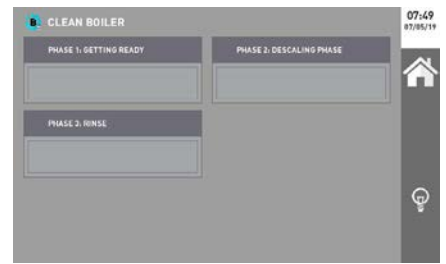 B CLEAN BOILER
07:49
07/05/19
PHASE 1: GETTING READY
PHASE 2: DESCALING PHASE
PHASE 3: RINSE